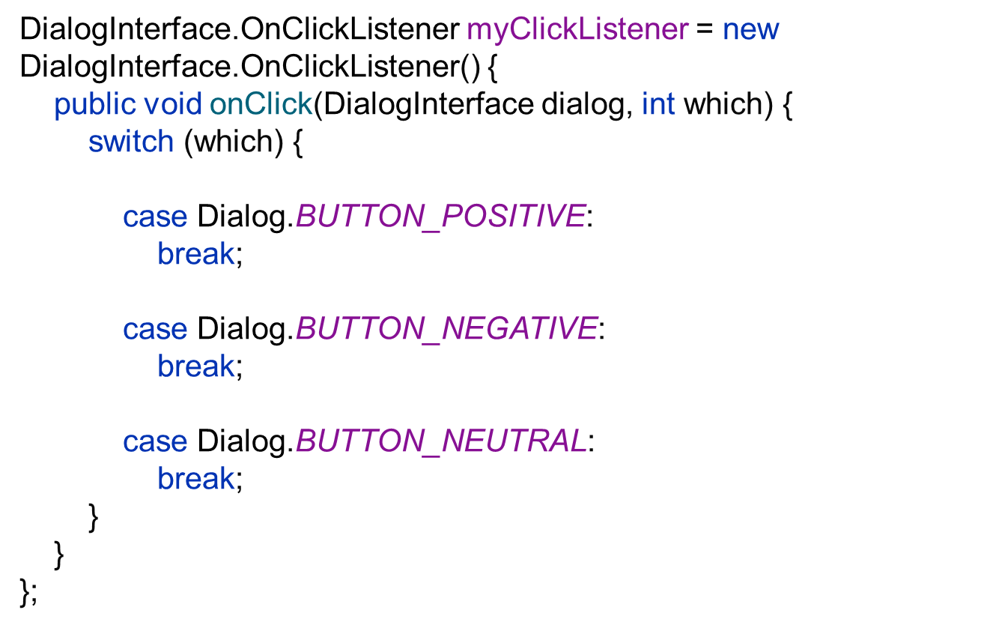 DialogInterface.OnClickListener myClickListener = new
DialogInterface.OnClickListener() {
public void onClick(DialogInterface dialog, int which) {
switch (which) {
case Dialog.BUTTON_POSITIVE:
break;
case Dialog.BUTTON_NEGATIVE:
break;
case Dialog.BUTTON_NEUTRAL:
break;
}
}
};